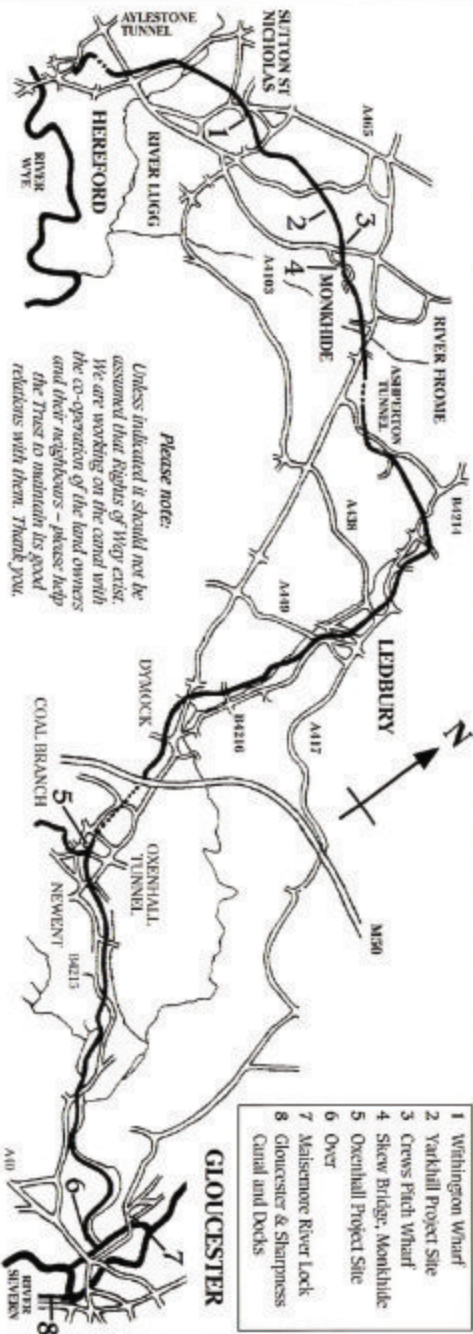 AYLESTONE
TUNNEL
SUTTON ST
NICHOLAS
A465
1
2
3
4
HEREFORD
RIVER LUGG
RIVER
WYE
A4103
MONKHIDE
RIVER FROME
ASHPERTON
TUNNEL
B4214
A438
LEDBURY
A449
A417
N
DYMOCK
B4216
M50
COAL BRANCH
5
OXENHALL
TUNNEL
NEWENT
B4215
6
A40
GLOUCESTER
7
RIVER
SEVERN
8
Please note:
Unless indicated it should not be
assumed that Rights of Way exist.
We are working on the canal with
the co-operation of the land owners
and their neighbours – please help
the Trust to maintain its good
relations with them. Thank you.
1 Withington Wharf
2 Yarkhill Project Site
3 Crews Pitch Wharf
4 Skew Bridge, Monkhide
5 Oxenhall Project Site
6 Over
7 Maisemore River Lock
8 Gloucester & Sharpness
Canal and Docks